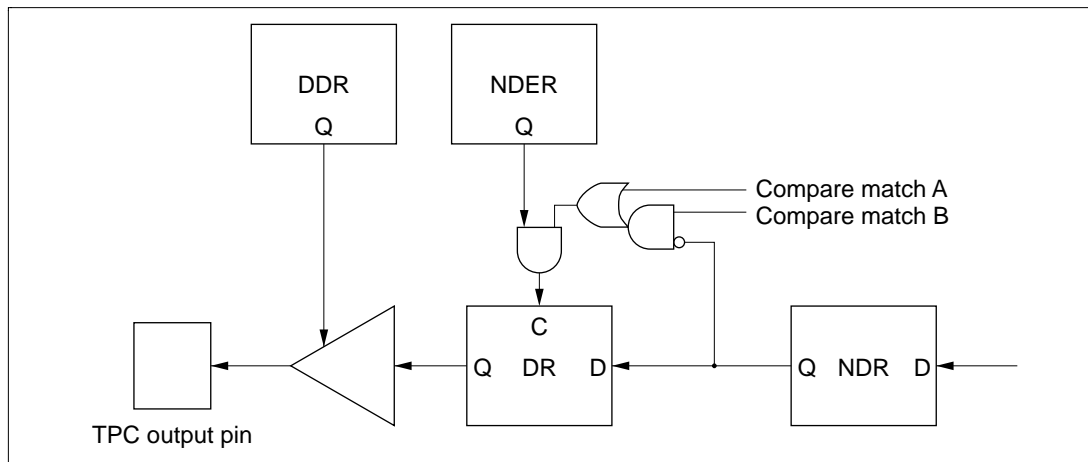 DDR
Q
NDER
Q
Compare match A
Compare match B
C
Q DR D
Q NDR D
TPC output pin